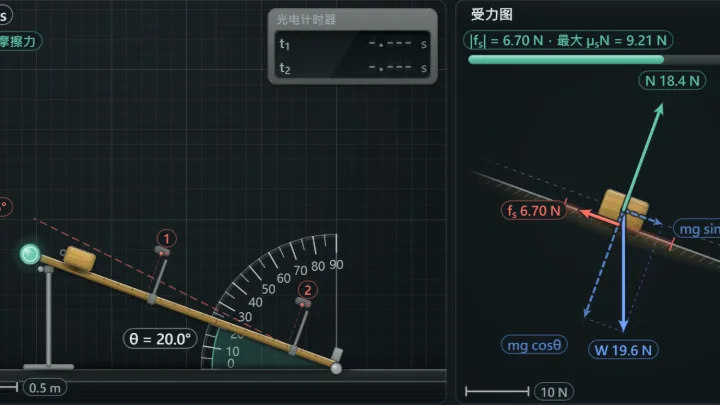 s
摩擦力
光电计时器
t₁ -.--- s
t₂ -.--- s
1
2
90
80
70
60
50
40
30
20
10
0
θ = 20.0°
0.5 m
受力图
|fₛ| = 6.70 N · 最大 μₛN = 9.21 N
N 18.4 N
fₛ 6.70 N
mg sin
mg cosθ
W 19.6 N
10 N